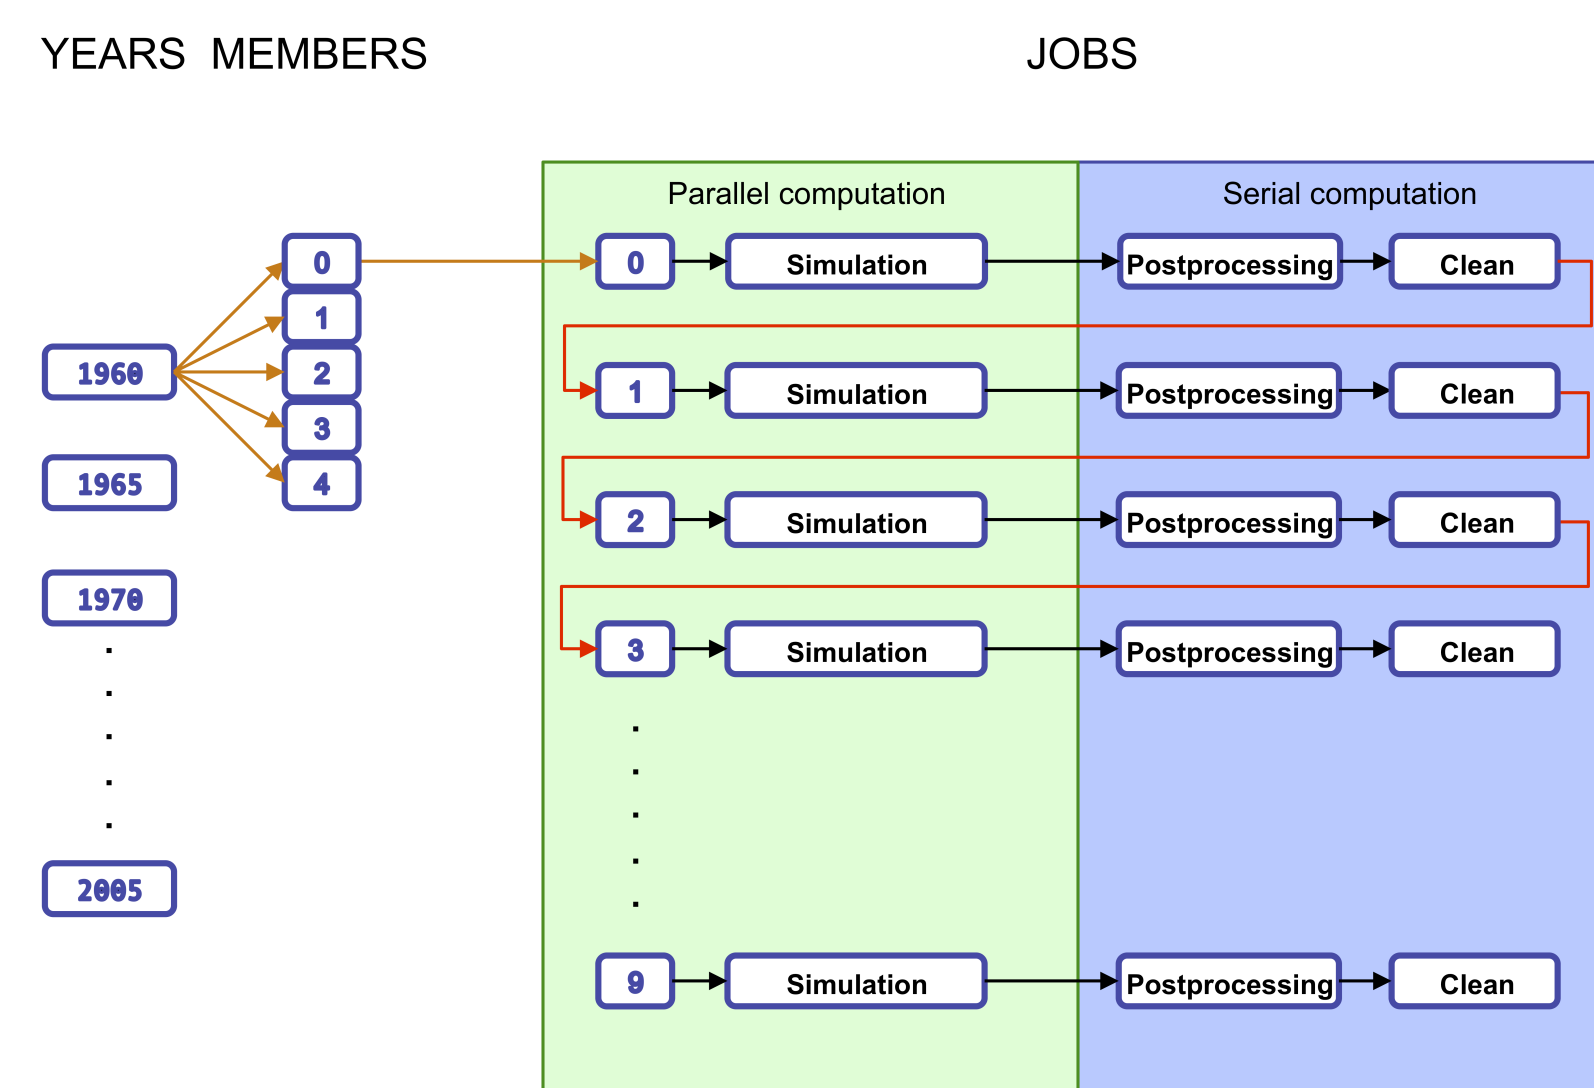 YEARS MEMBERS JOBS
Parallel computation Serial computation
0 0 Simulation Postprocessing Clean
1
1960 2 1 Simulation Postprocessing Clean
3
1965 4
2 Simulation Postprocessing Clean
1970
3 Simulation Postprocessing Clean
.
.
.
.
.
.
.
.
.
.
2005
9 Simulation Postprocessing Clean